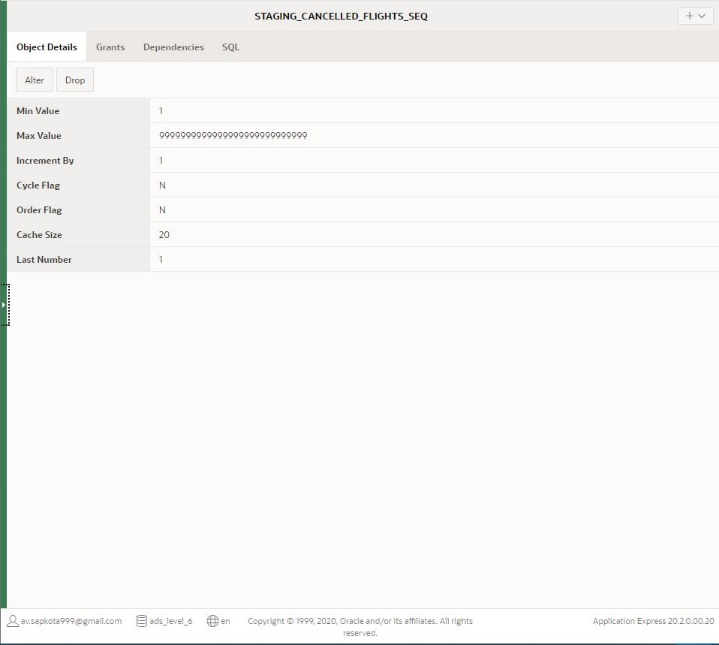 STAGING_CANCELLED_FLIGHTS_SEQ
Object Details Grants Dependencies SQL
Alter Drop
Min Value 1
Max Value 9999999999999999999999999999
Increment By 1
Cycle Flag N
Order Flag N
Cache Size 20
Last Number 1
av.sapkota999@gmail.com ads_level_6 en Copyright © 1999, 2020, Oracle and/or its affiliates. All rights Application Express 20.2.0.00.20
reserved.